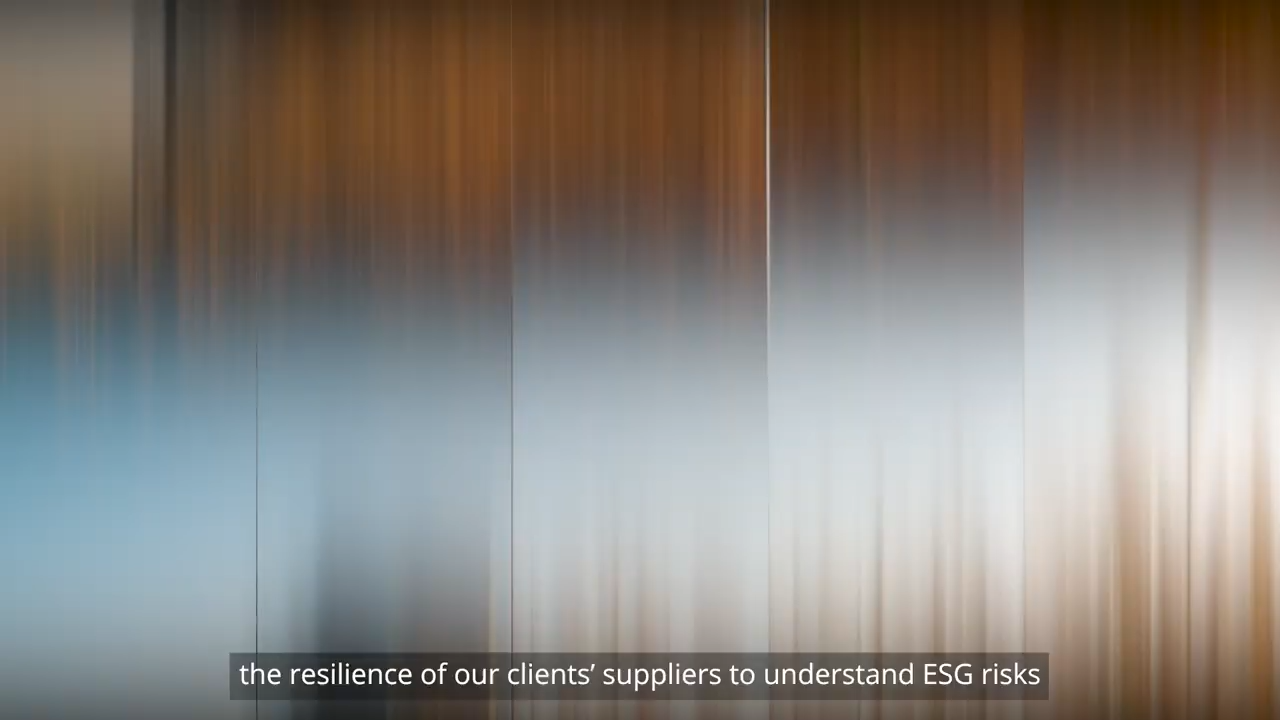 the resilience of our clients’ suppliers to understand ESG risks